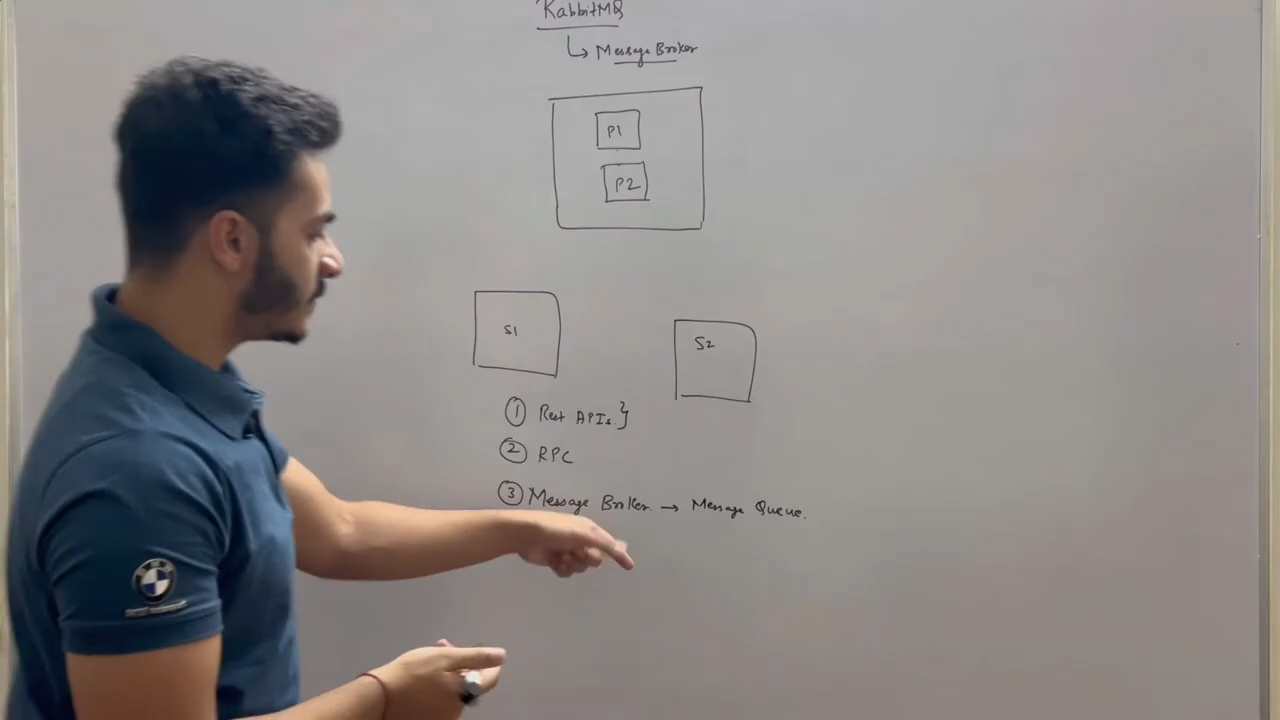 RabbitMQ
↳ Message Broker
P1
P2
S1
S2
① Rest APIs }
② RPC
③ Message Broker. → Message Queue.